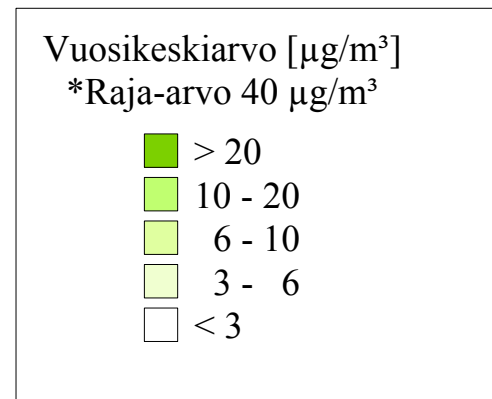 Vuosikeskiarvo [µg/m³]
*Raja-arvo 40 µg/m³
> 20
10 - 20
6 - 10
3 - 6
< 3